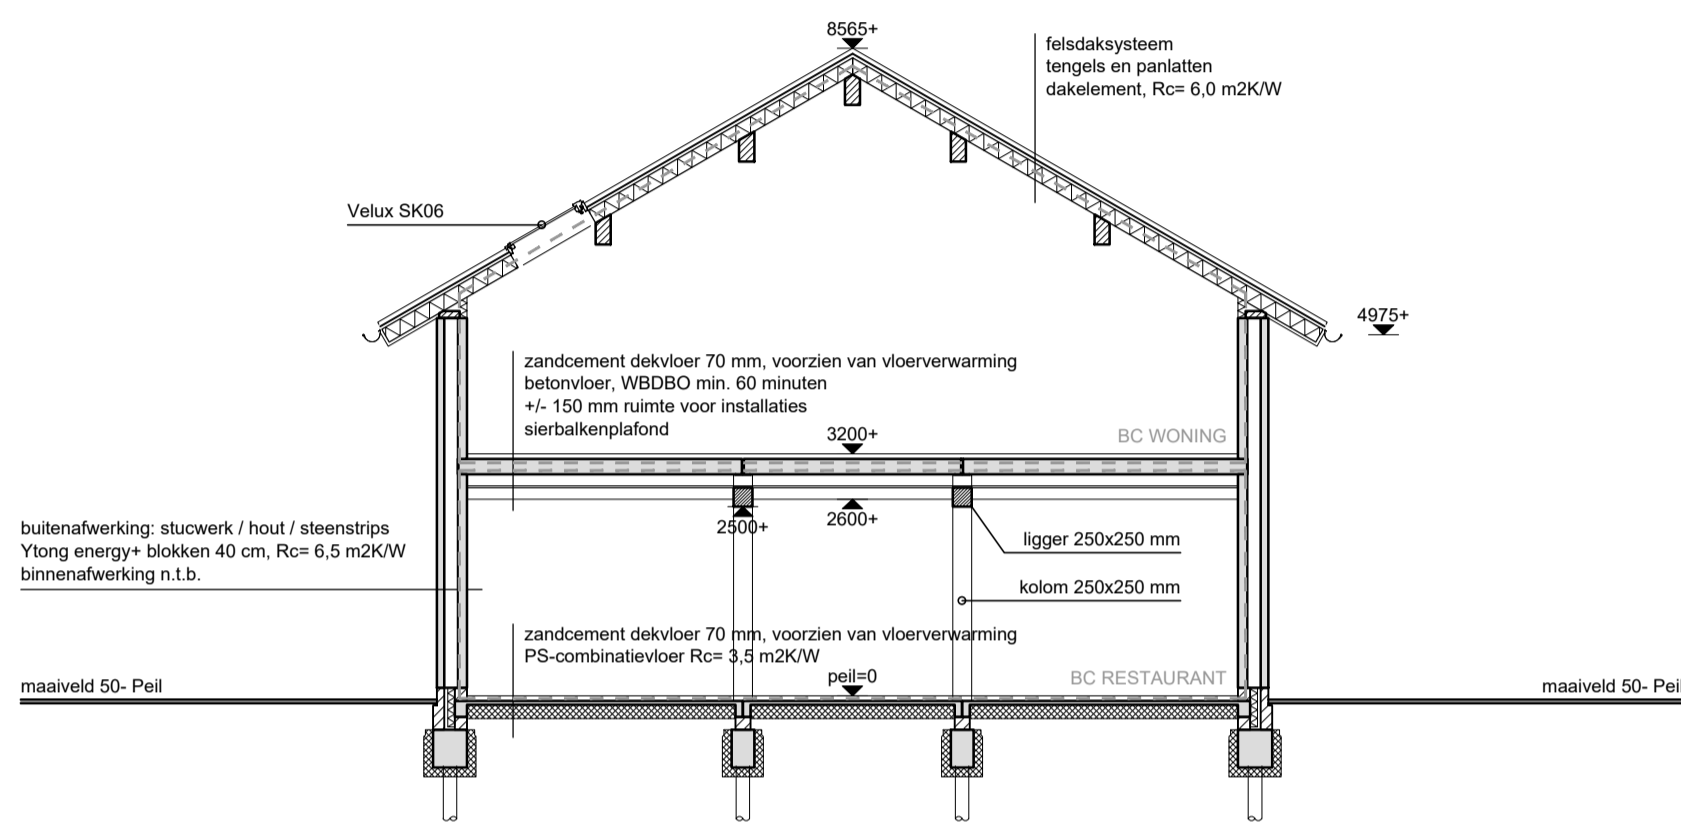 8565+
felsdaksysteem
tengels en panlatten
dakelement, Rc= 6,0 m2K/W
Velux SK06
4975+
zandcement dekvloer 70 mm, voorzien van vloerverwarming
betonvloer, WBDBO min. 60 minuten
+/- 150 mm ruimte voor installaties
sierbalkenplafond
3200+
BC WONING
2500+
2600+
buitenafwerking: stucwerk / hout / steenstrips
Ytong energy+ blokken 40 cm, Rc= 6,5 m2K/W
binnenafwerking n.t.b.
ligger 250x250 mm
kolom 250x250 mm
zandcement dekvloer 70 mm, voorzien van vloerverwarming
PS-combinatievloer Rc= 3,5 m2K/W
peil=0
BC RESTAURANT
maaiveld 50- Peil
maaiveld 50- Peil